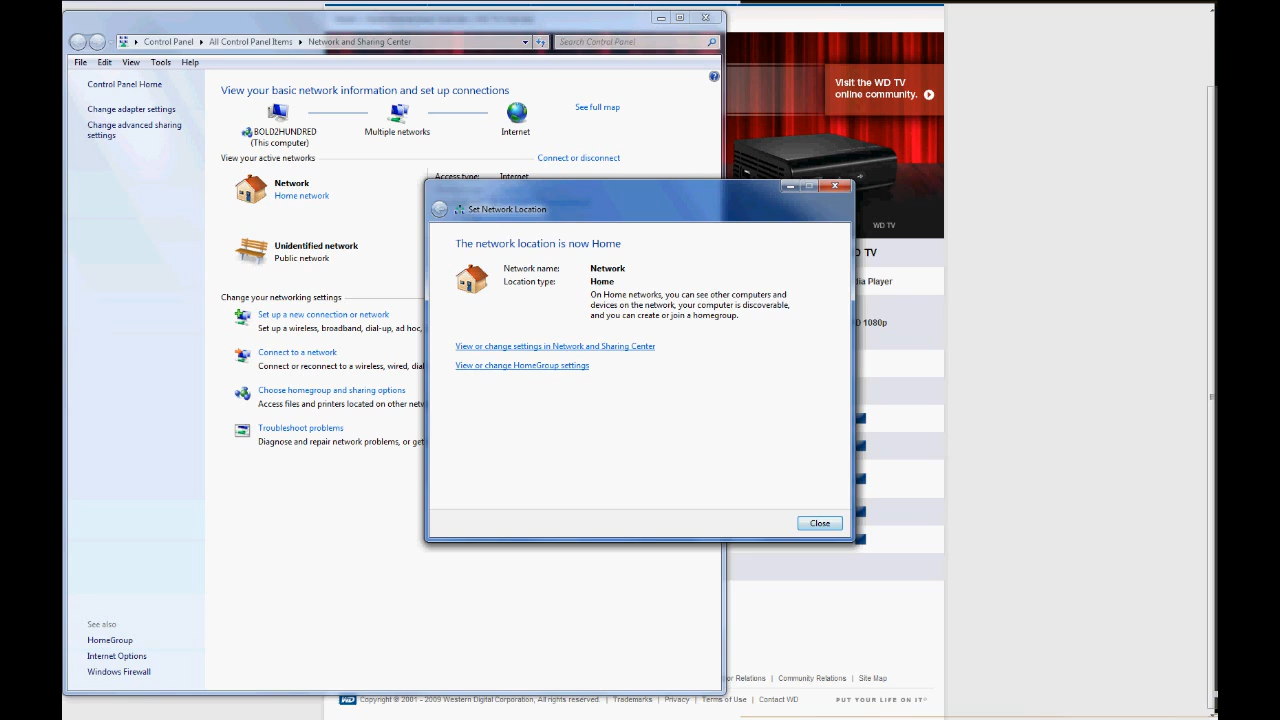 Control Panel ▸ All Control Panel Items ▸ Network and Sharing Center
Search Control Panel
File Edit View Tools Help
Control Panel Home
Change adapter settings
Change advanced sharing
settings
View your basic network information and set up connections
See full map
BOLD2HUNDRED
(This computer)
Multiple networks
Internet
View your active networks
Connect or disconnect
Network
Home network
Access type: Internet
Unidentified network
Public network
Change your networking settings
Set up a new connection or network
Set up a wireless, broadband, dial-up, ad hoc,
Connect to a network
Connect or reconnect to a wireless, wired, dial
Choose homegroup and sharing options
Access files and printers located on other netw
Troubleshoot problems
Diagnose and repair network problems, or get
See also
HomeGroup
Internet Options
Windows Firewall
Set Network Location
The network location is now Home
Network name: Network
Location type: Home
On Home networks, you can see other computers and
devices on the network, your computer is discoverable,
and you can create or join a homegroup.
View or change settings in Network and Sharing Center
View or change HomeGroup settings
Close
Visit the WD TV
online community.
WD TV
D TV
dia Player
D 1080p
or Relations | Community Relations | Site Map
WD Copyright © 2001 - 2009 Western Digital Corporation, All rights reserved. | Trademarks | Privacy | Terms of Use | Contact WD
PUT YOUR LIFE ON IT®